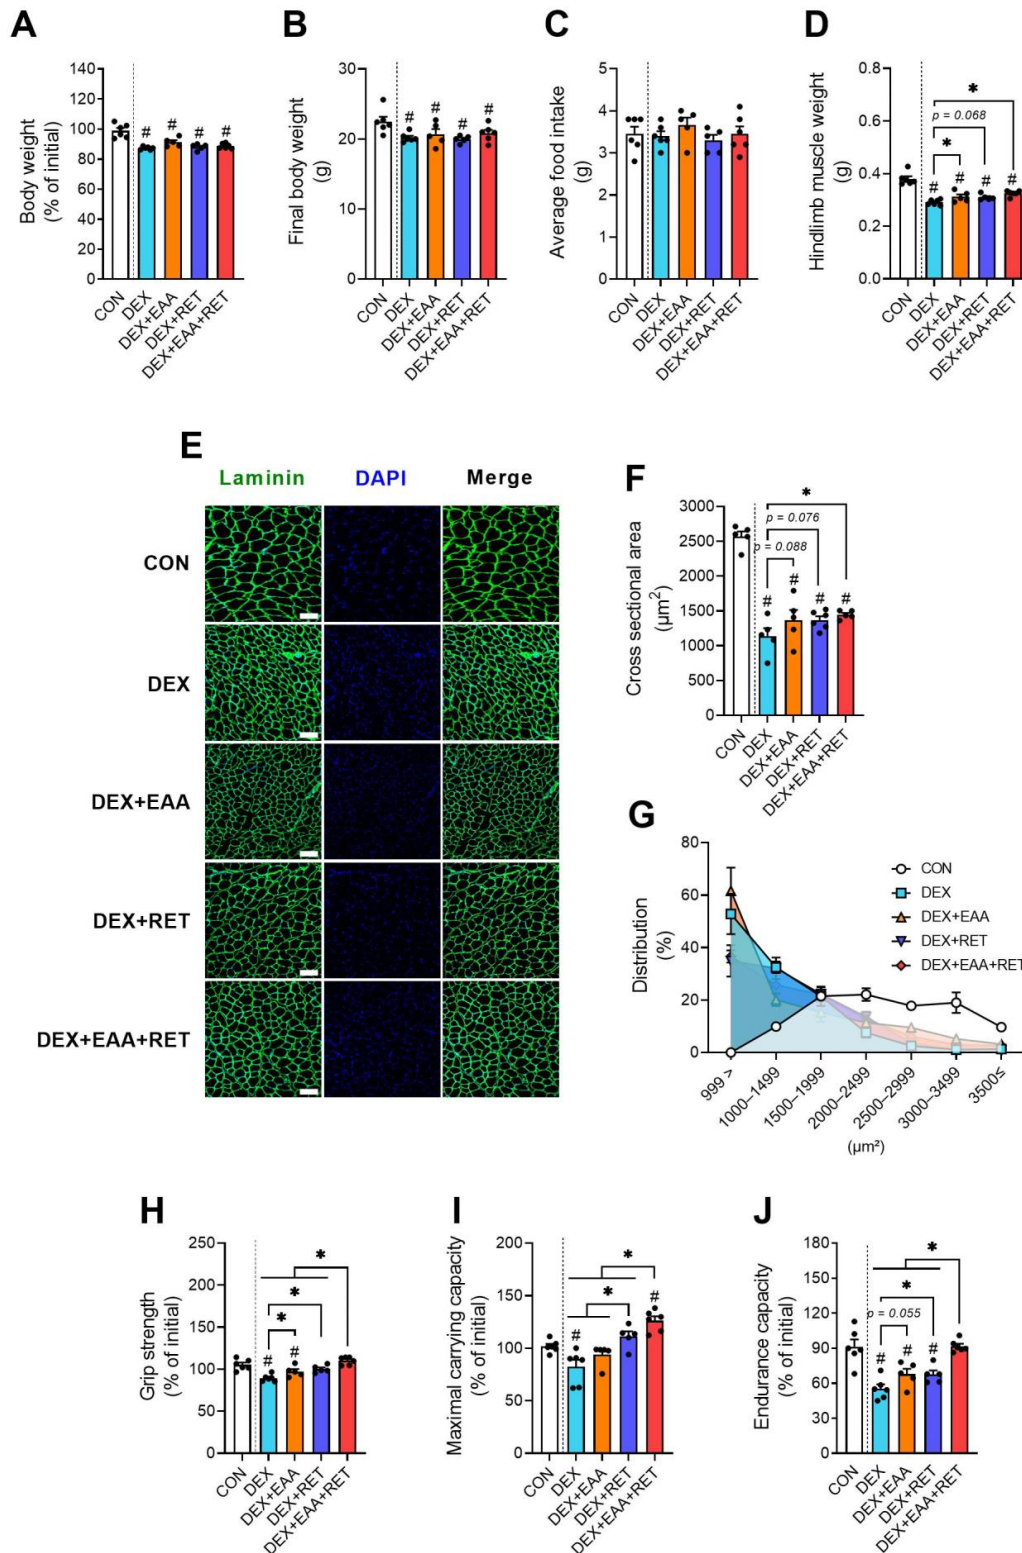 A
Body weight
(% of initial)
140
120
100
80
60
40
20
0
#
#
#
#
CON
DEX
DEX+EAA
DEX+RET
DEX+EAA+RET
B
Final body weight
(g)
30
20
10
0
#
#
#
#
CON
DEX
DEX+EAA
DEX+RET
DEX+EAA+RET
C
Average food intake
(g)
5
4
3
2
1
0
CON
DEX
DEX+EAA
DEX+RET
DEX+EAA+RET
D
Hindlimb muscle weight
(g)
0.8
0.6
0.4
0.2
0.0
*
p = 0.068
*
#
#
#
#
CON
DEX
DEX+EAA
DEX+RET
DEX+EAA+RET
E
Laminin DAPI Merge
CON
DEX
DEX+EAA
DEX+RET
DEX+EAA+RET
F
Cross sectional area
(µm²)
3000
2500
2000
1500
1000
500
0
*
p = 0.076
p = 0.088
#
#
#
#
CON
DEX
DEX+EAA
DEX+RET
DEX+EAA+RET
G
Distribution
(%)
80
60
40
20
0
CON
DEX
DEX+EAA
DEX+RET
DEX+EAA+RET
999 >
1000–1499
1500–1999
2000–2499
2500–2999
3000–3499
3500≤
(µm²)
H
Grip strength
(% of initial)
250
200
150
100
50
0
*
*
*
#
#
CON
DEX
DEX+EAA
DEX+RET
DEX+EAA+RET
I
Maximal carrying capacity
(% of initial)
200
150
100
50
0
*
*
#
#
CON
DEX
DEX+EAA
DEX+RET
DEX+EAA+RET
J
Endurance capacity
(% of initial)
180
150
120
90
60
30
0
*
*
p = 0.055
#
#
#
CON
DEX
DEX+EAA
DEX+RET
DEX+EAA+RET